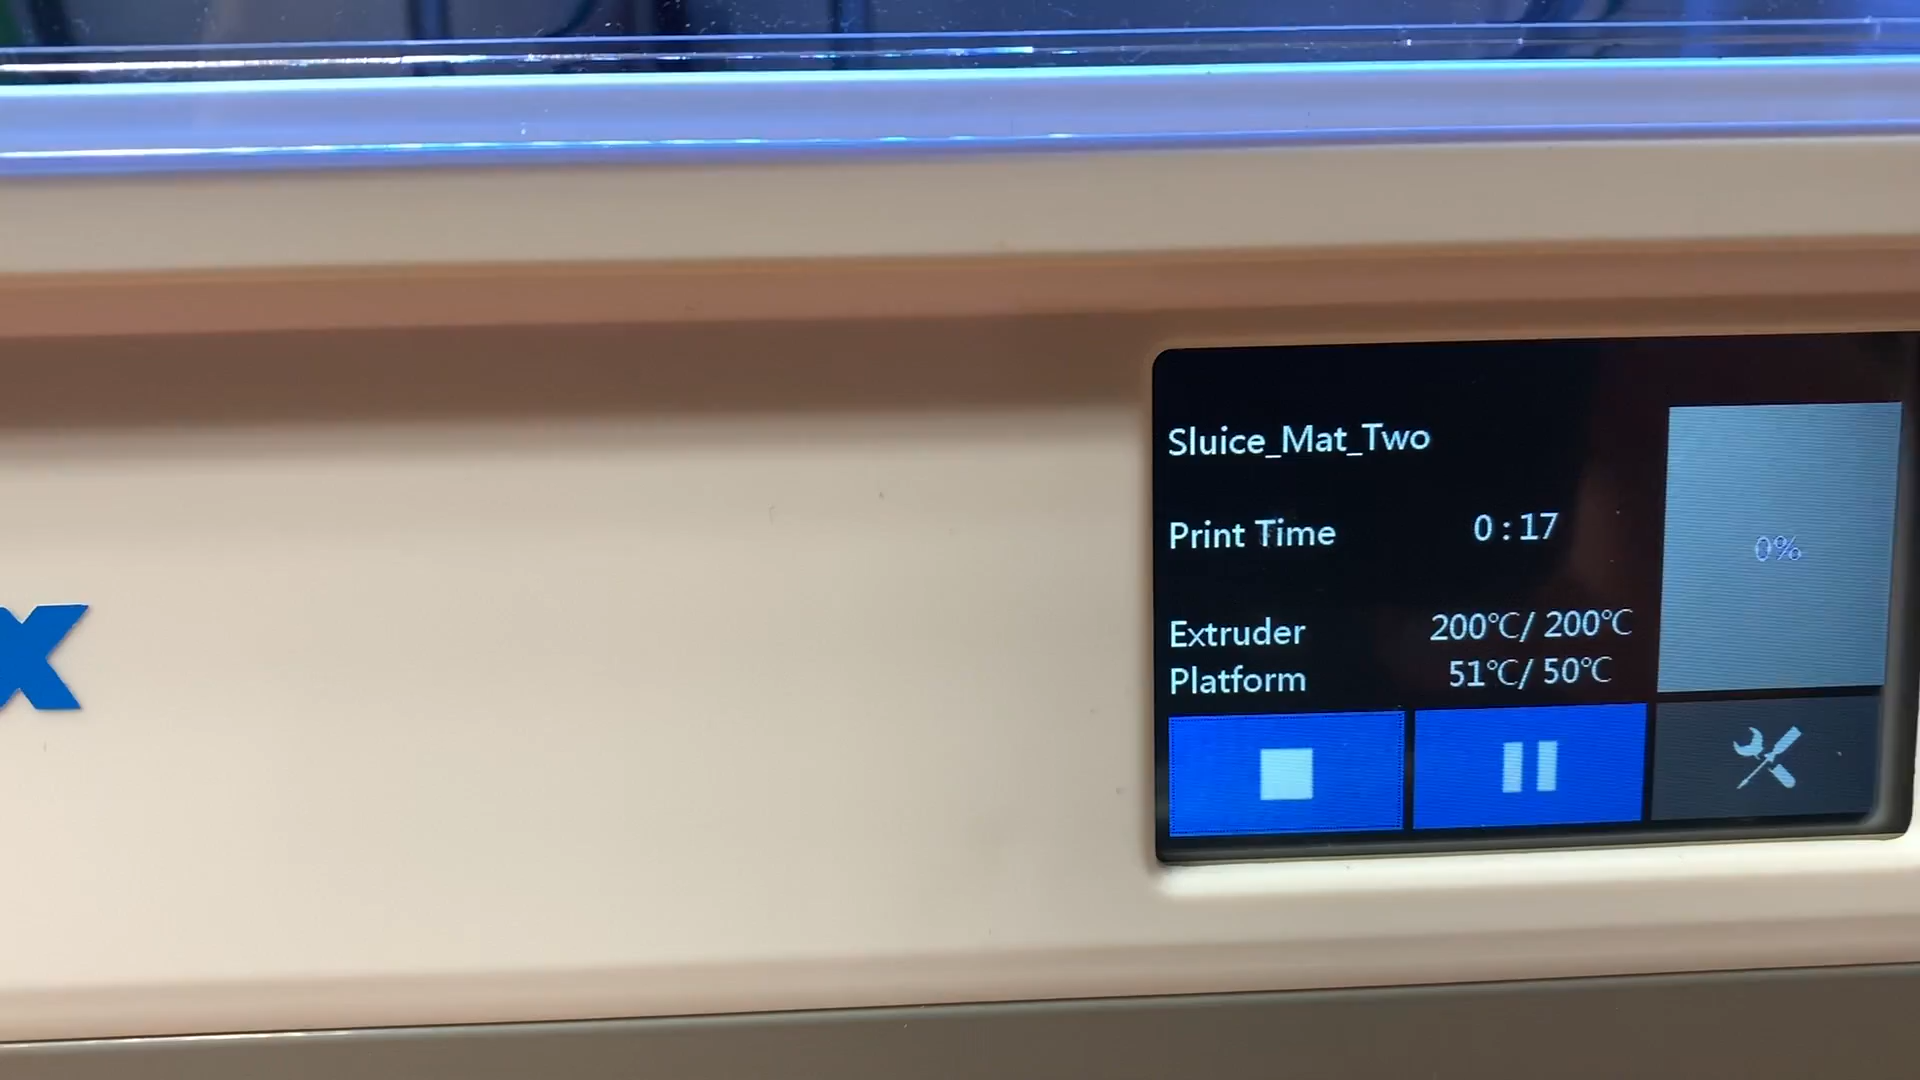 x
Sluice_Mat_Two
Print Time 0:17
0%
Extruder 200℃/ 200℃
Platform 51℃/ 50℃